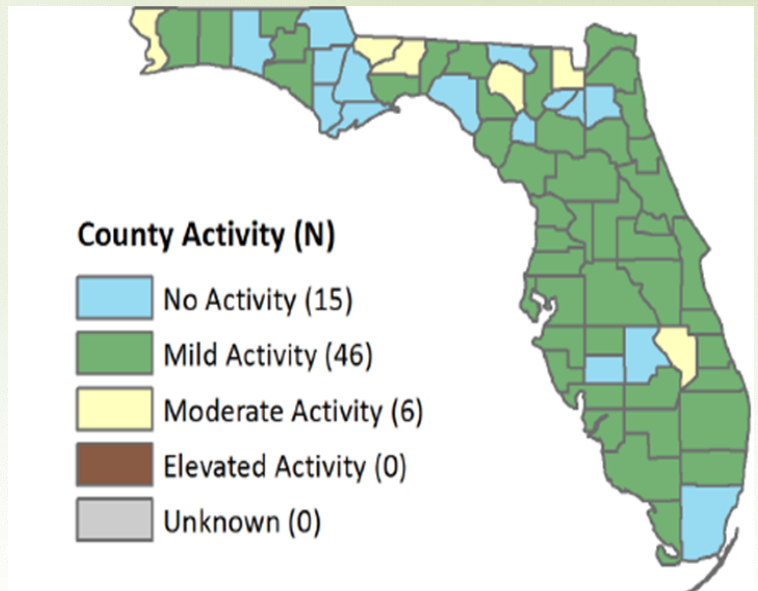 County Activity (N)
No Activity (15)
Mild Activity (46)
Moderate Activity (6)
Elevated Activity (0)
Unknown (0)